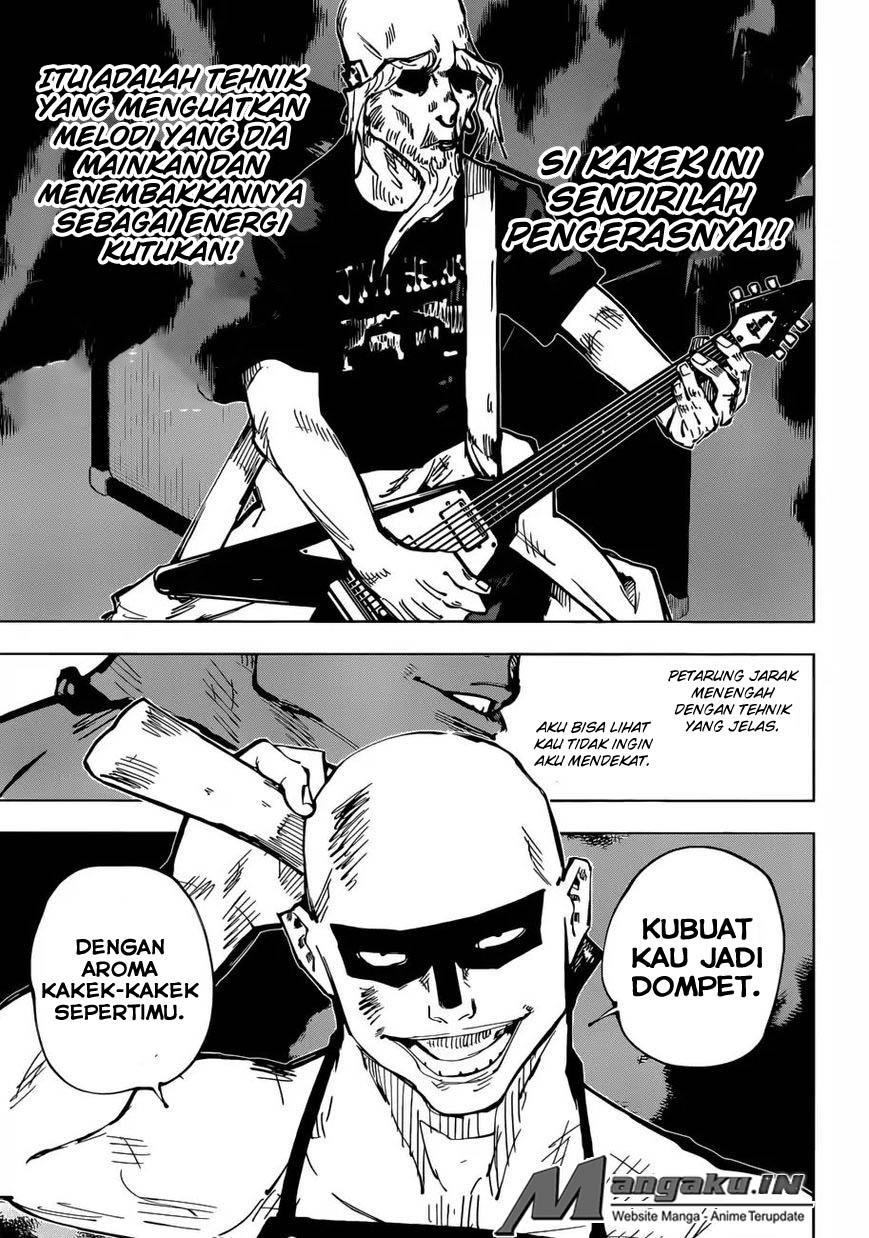 SI KAKEK INI
SENDIRILAH
PENGERASNYA!!
ITU ADALAH TEHNIK
YANG MENGUATKAN
MELODI YANG DIA
MAINKAN DAN
MENEMBAKKANNYA
SEBAGAI ENERGI
KUTUKAN!
PETARUNG JARAK
MENENGAH
DENGAN TEHNIK
YANG JELAS.
AKU BISA LIHAT
KAU TIDAK INGIN
AKU MENDEKAT.
KUBUAT
KAU JADI
DOMPET.
DENGAN
AROMA
KAKEK-KAKEK
SEPERTIMU.
Mangaku.IN
Website Manga - Anime Terupdate